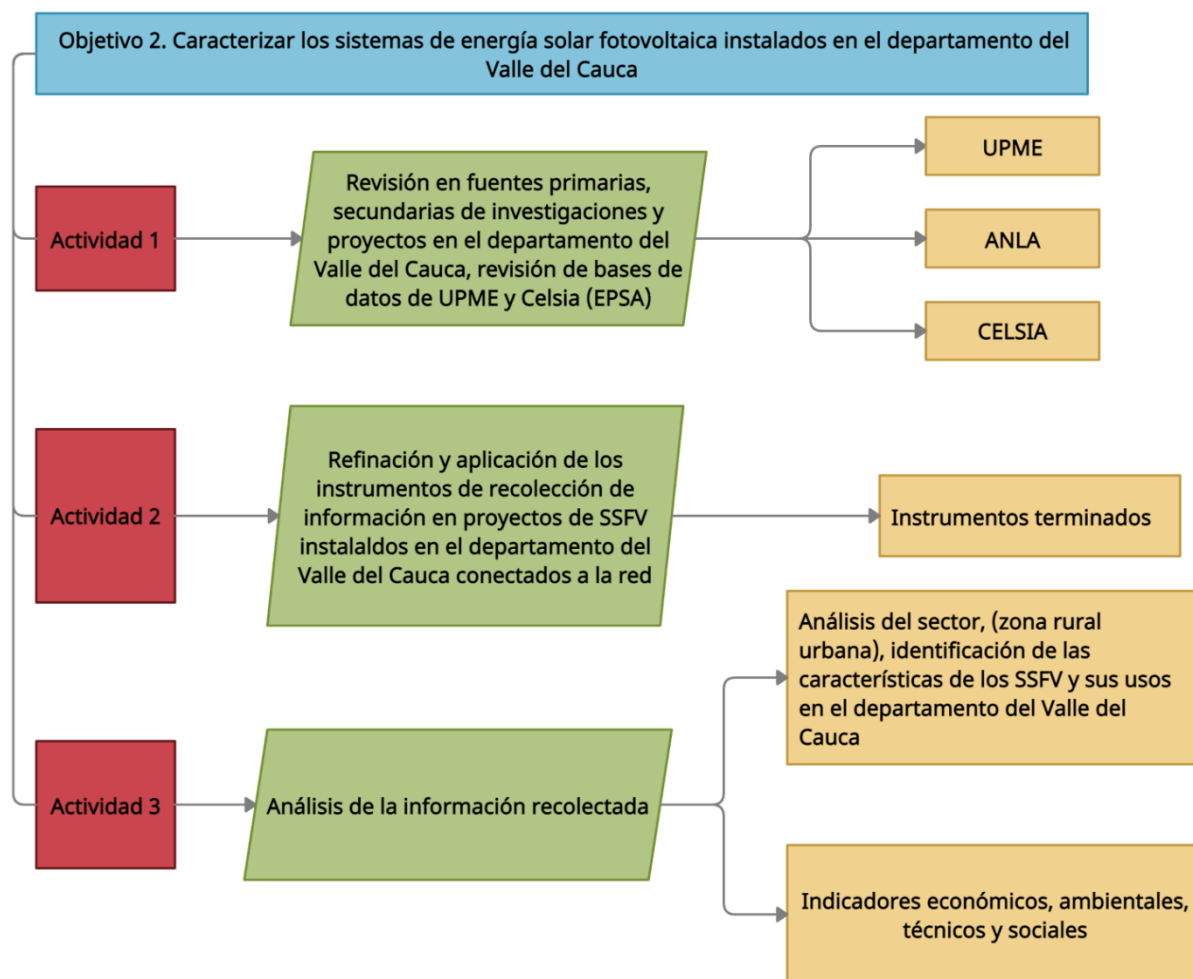 Objetivo 2. Caracterizar los sistemas de energía solar fotovoltaica instalados en el departamento del
Valle del Cauca
Actividad 1
Revisión en fuentes primarias,
secundarias de investigaciones y
proyectos en el departamento del
Valle del Cauca, revisión de bases de
datos de UPME y Celsia (EPSA)
UPME
ANLA
CELSIA
Actividad 2
Refinación y aplicación de los
instrumentos de recolección de
información en proyectos de SSFV
instalaldos en el departamento del
Valle del Cauca conectados a la red
Instrumentos terminados
Actividad 3
Análisis de la información recolectada
Análisis del sector, (zona rural
urbana), identificación de las
características de los SSFV y sus usos
en el departamento del Valle del
Cauca
Indicadores económicos, ambientales,
técnicos y sociales